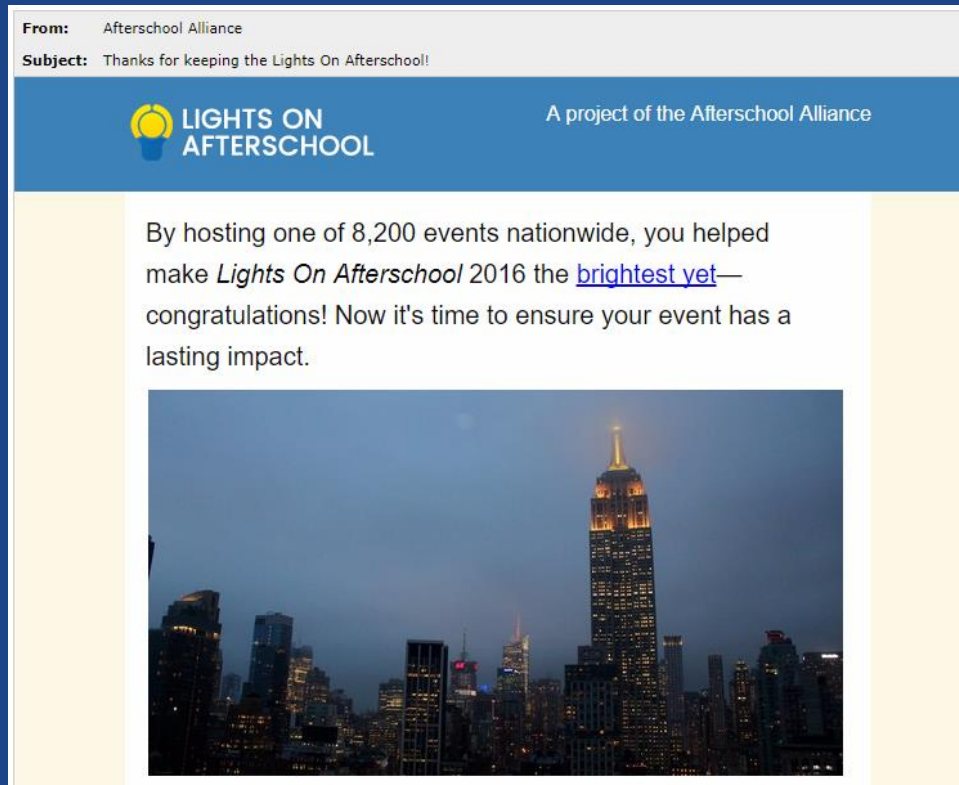 From: Afterschool Alliance
Subject: Thanks for keeping the Lights On Afterschool!
LIGHTS ON
AFTERSCHOOL
A project of the Afterschool Alliance
By hosting one of 8,200 events nationwide, you helped
make Lights On Afterschool 2016 the brightest yet—
congratulations! Now it's time to ensure your event has a
lasting impact.